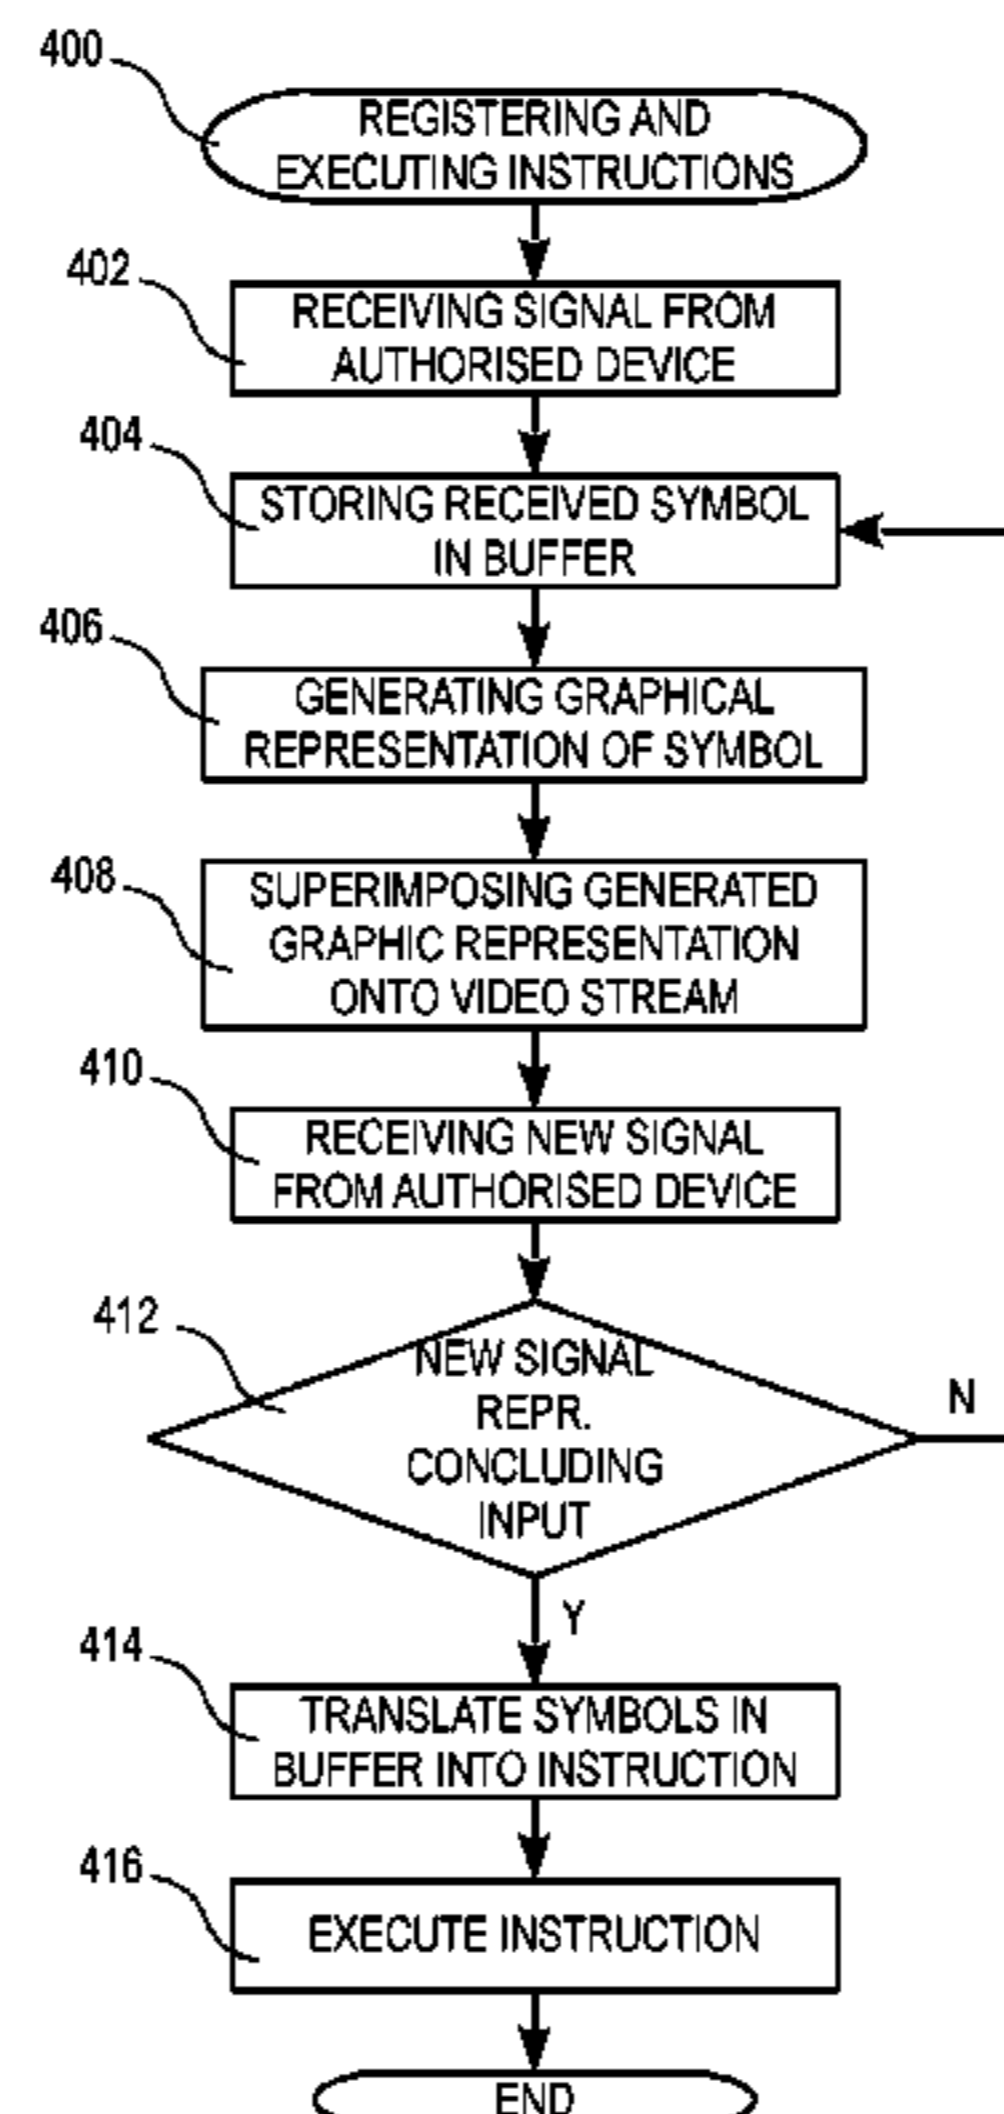 400
REGISTERING AND
EXECUTING INSTRUCTIONS
402
RECEIVING SIGNAL FROM
AUTHORISED DEVICE
404
STORING RECEIVED SYMBOL
IN BUFFER
406
GENERATING GRAPHICAL
REPRESENTATION OF SYMBOL
408
SUPERIMPOSING GENERATED
GRAPHIC REPRESENTATION
ONTO VIDEO STREAM
410
RECEIVING NEW SIGNAL
FROM AUTHORISED DEVICE
412
NEW SIGNAL
REPR.
CONCLUDING
INPUT
N
Y
414
TRANSLATE SYMBOLS IN
BUFFER INTO INSTRUCTION
416
EXECUTE INSTRUCTION
END